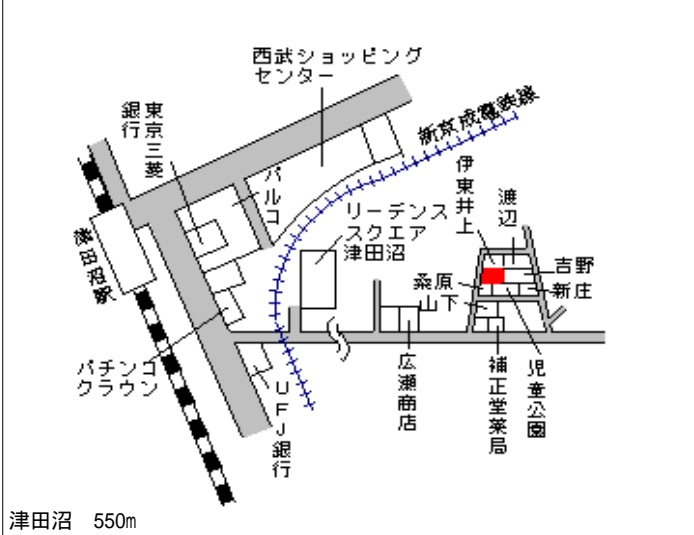 西武ショッピング
センター
東京三菱
銀行
パルコ
新京成電鉄線
伊東井上
渡辺
リーデンス
スクエア
津田沼
津田沼駅
吉野
新庄
桑原
山下
パチンコ
クラウン
UFJ銀行
広瀬商店
補正堂薬局
児童公園
津田沼 550m